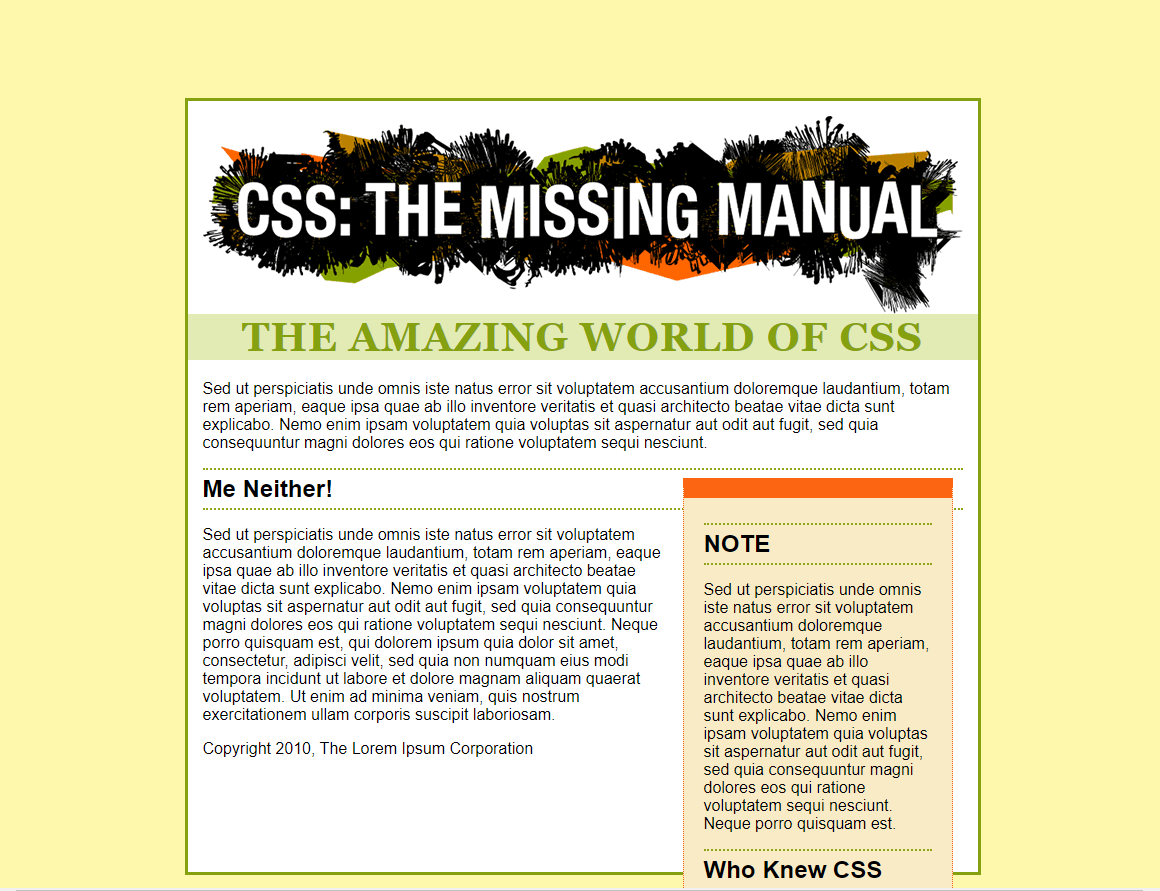 CSS: THE MISSING MANUAL
THE AMAZING WORLD OF CSS
Sed ut perspiciatis unde omnis iste natus error sit voluptatem accusantium doloremque laudantium, totam
rem aperiam, eaque ipsa quae ab illo inventore veritatis et quasi architecto beatae vitae dicta sunt
explicabo. Nemo enim ipsam voluptatem quia voluptas sit aspernatur aut odit aut fugit, sed quia
consequuntur magni dolores eos qui ratione voluptatem sequi nesciunt.
Me Neither!
Sed ut perspiciatis unde omnis iste natus error sit voluptatem
accusantium doloremque laudantium, totam rem aperiam, eaque
ipsa quae ab illo inventore veritatis et quasi architecto beatae
vitae dicta sunt explicabo. Nemo enim ipsam voluptatem quia
voluptas sit aspernatur aut odit aut fugit, sed quia consequuntur
magni dolores eos qui ratione voluptatem sequi nesciunt. Neque
porro quisquam est, qui dolorem ipsum quia dolor sit amet,
consectetur, adipisci velit, sed quia non numquam eius modi
tempora incidunt ut labore et dolore magnam aliquam quaerat
voluptatem. Ut enim ad minima veniam, quis nostrum
exercitationem ullam corporis suscipit laboriosam.
Copyright 2010, The Lorem Ipsum Corporation
NOTE
Sed ut perspiciatis unde omnis
iste natus error sit voluptatem
accusantium doloremque
laudantium, totam rem aperiam,
eaque ipsa quae ab illo
inventore veritatis et quasi
architecto beatae vitae dicta
sunt explicabo. Nemo enim
ipsam voluptatem quia voluptas
sit aspernatur aut odit aut fugit,
sed quia consequuntur magni
dolores eos qui ratione
voluptatem sequi nesciunt.
Neque porro quisquam est.
Who Knew CSS